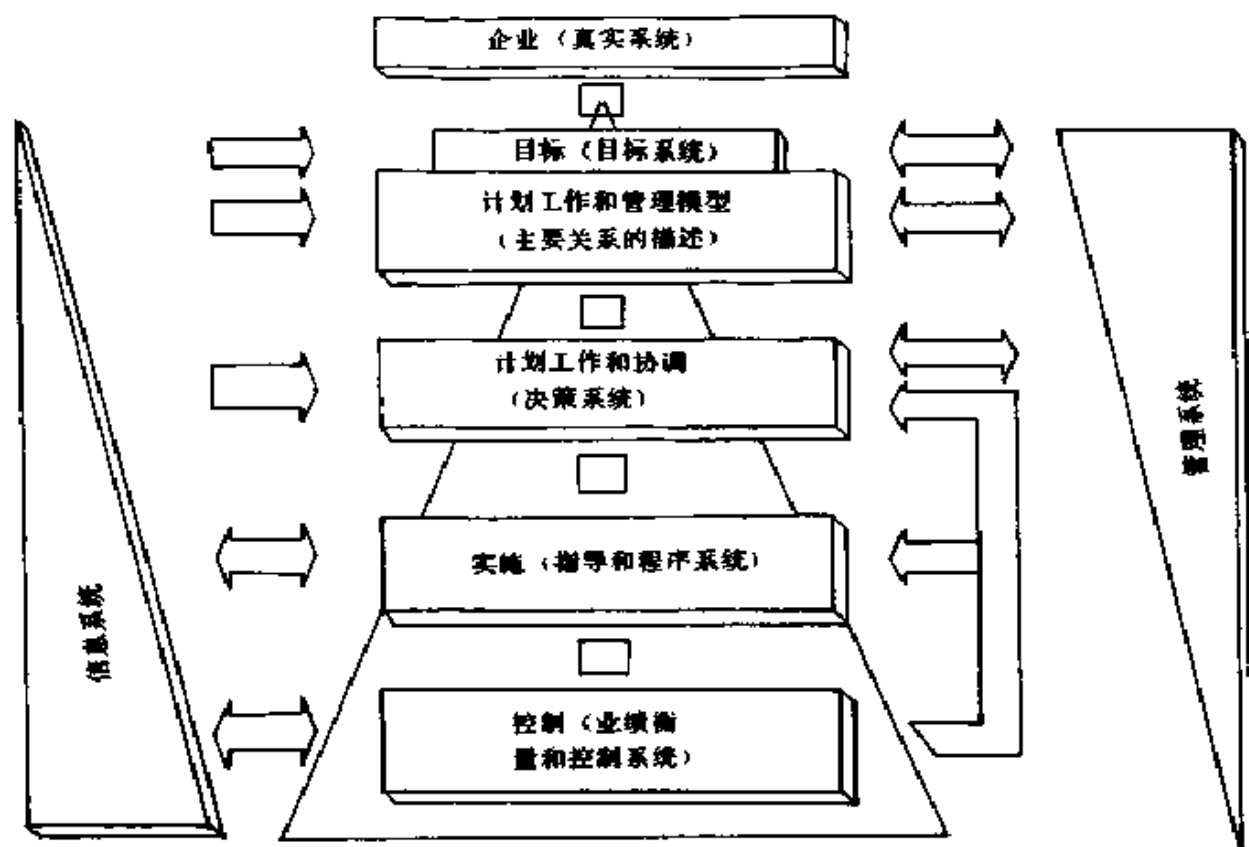 企业（真实系统）
目标（目标系统）
计划工作和管理模型
（主要关系的描述）
计划工作和协调
（决策系统）
管理系统
实施（指导和程序系统）
信息系统
控制（业绩衡
量和控制系统）